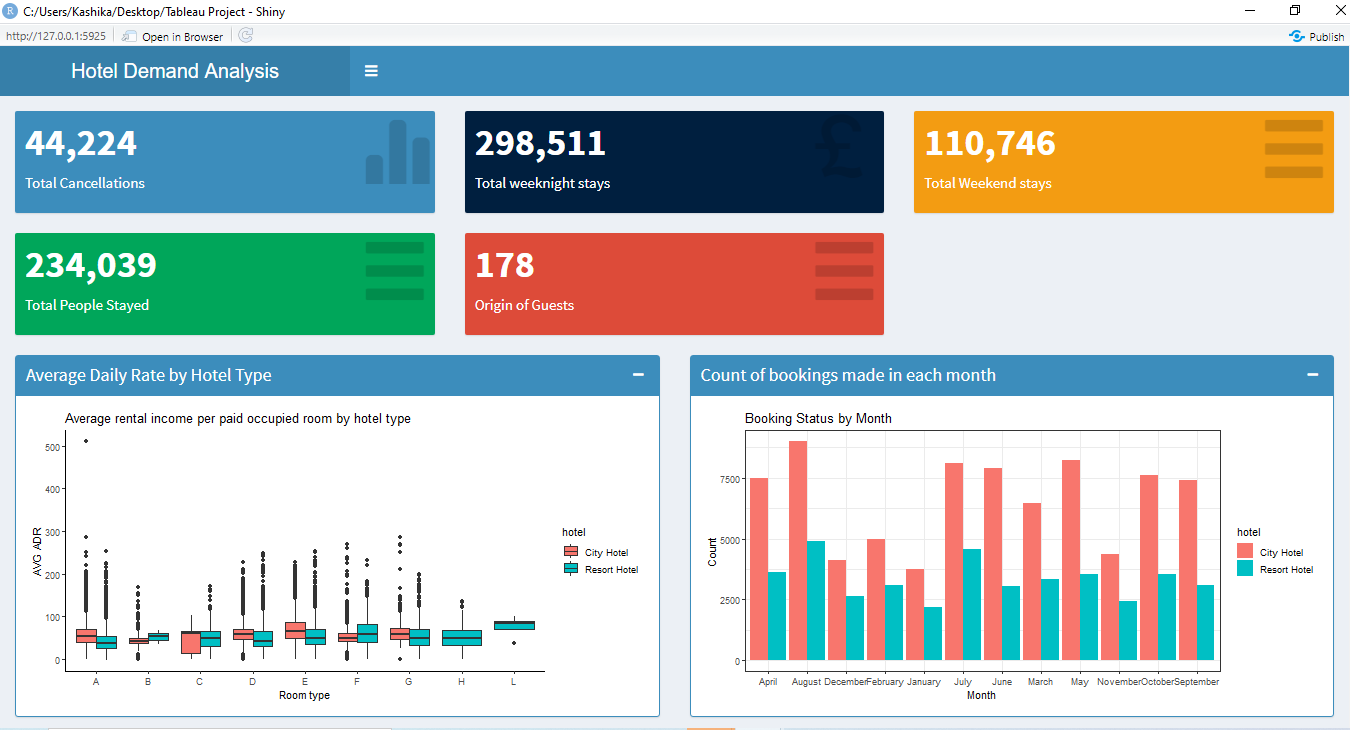 C:/Users/Kashika/Desktop/Tableau Project - Shiny
http://127.0.0.1:5925 Open in Browser Publish
Hotel Demand Analysis
44,224
Total Cancellations
298,511
Total weeknight stays
110,746
Total Weekend stays
234,039
Total People Stayed
178
Origin of Guests
Average Daily Rate by Hotel Type
Average rental income per paid occupied room by hotel type
AVG ADR
500
400
300
200
100
0
A B C D E F G H L
Room type
hotel
City Hotel
Resort Hotel
Count of bookings made in each month
Booking Status by Month
Count
7500
5000
2500
0
April August December February January July June March May November October September
Month
hotel
City Hotel
Resort Hotel